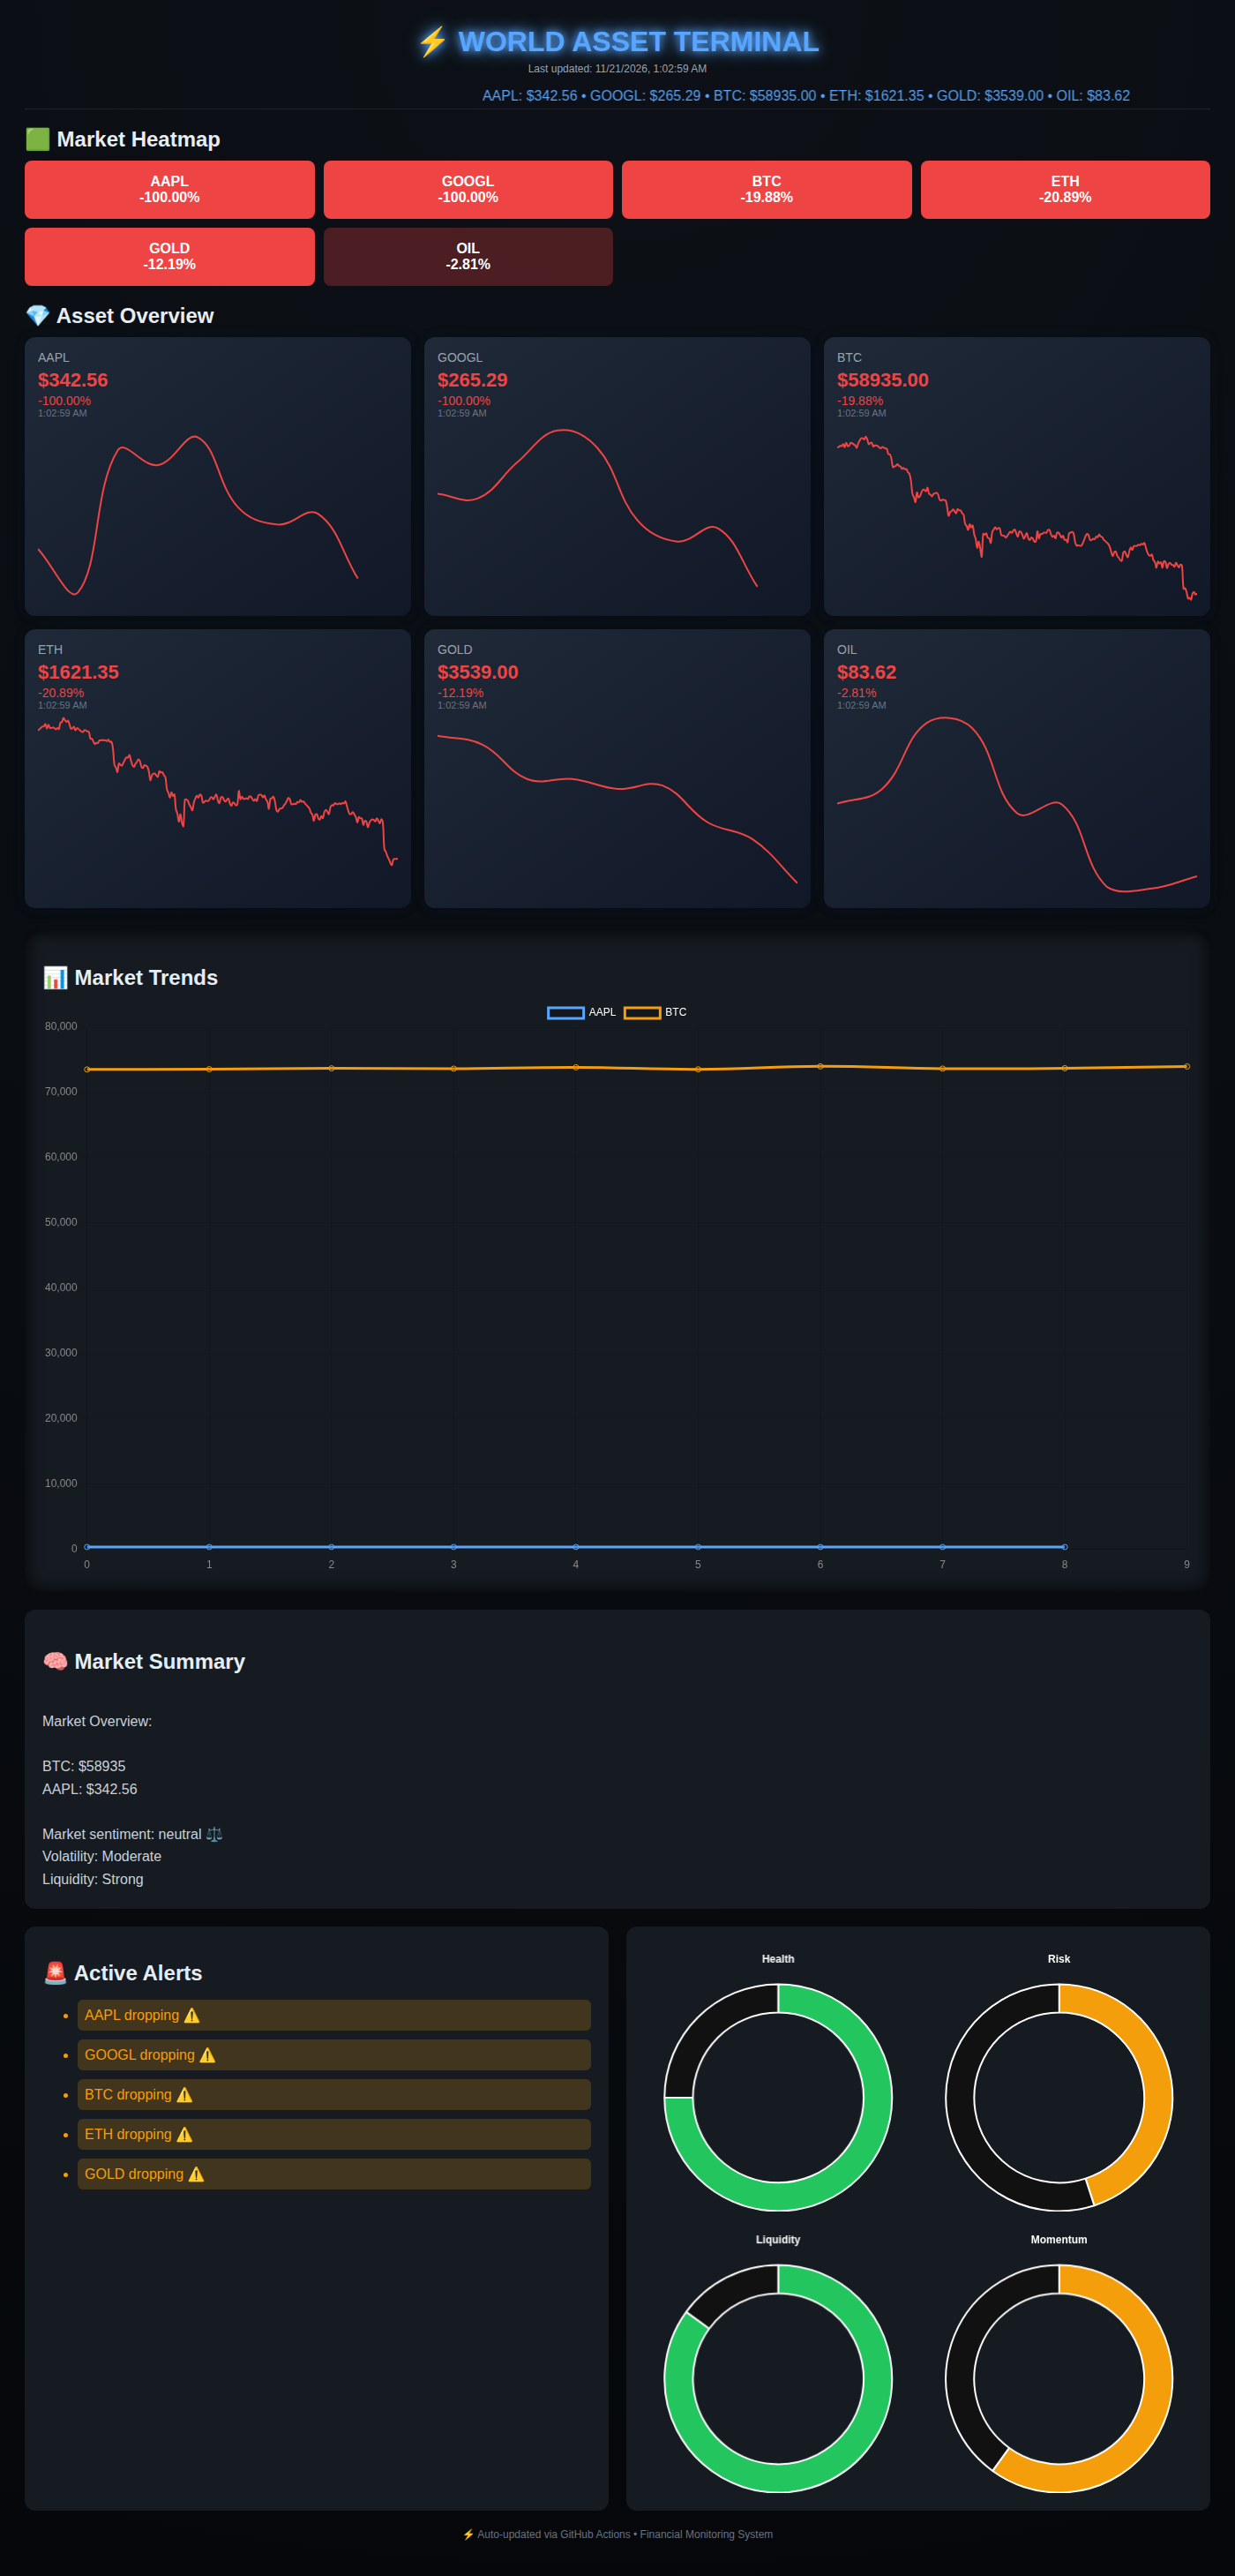 ⚡ WORLD ASSET TERMINAL
Last updated: 11/21/2026, 1:02:59 AM
AAPL: $342.56 • GOOGL: $265.29 • BTC: $58935.00 • ETH: $1621.35 • GOLD: $3539.00 • OIL: $83.62
🟩 Market Heatmap
AAPL
-100.00%
GOOGL
-100.00%
BTC
-19.88%
ETH
-20.89%
GOLD
-12.19%
OIL
-2.81%
💎 Asset Overview
AAPL
$342.56
-100.00%
1:02:59 AM
GOOGL
$265.29
-100.00%
1:02:59 AM
BTC
$58935.00
-19.88%
1:02:59 AM
ETH
$1621.35
-20.89%
1:02:59 AM
GOLD
$3539.00
-12.19%
1:02:59 AM
OIL
$83.62
-2.81%
1:02:59 AM
📊 Market Trends
AAPL BTC
80,000
70,000
60,000
50,000
40,000
30,000
20,000
10,000
0
0 1 2 3 4 5 6 7 8 9
🧠 Market Summary
Market Overview:
BTC: $58935
AAPL: $342.56
Market sentiment: neutral ⚖️
Volatility: Moderate
Liquidity: Strong
🚨 Active Alerts
• AAPL dropping ⚠️
• GOOGL dropping ⚠️
• BTC dropping ⚠️
• ETH dropping ⚠️
• GOLD dropping ⚠️
Health
Risk
Liquidity
Momentum
⚡ Auto-updated via GitHub Actions • Financial Monitoring System